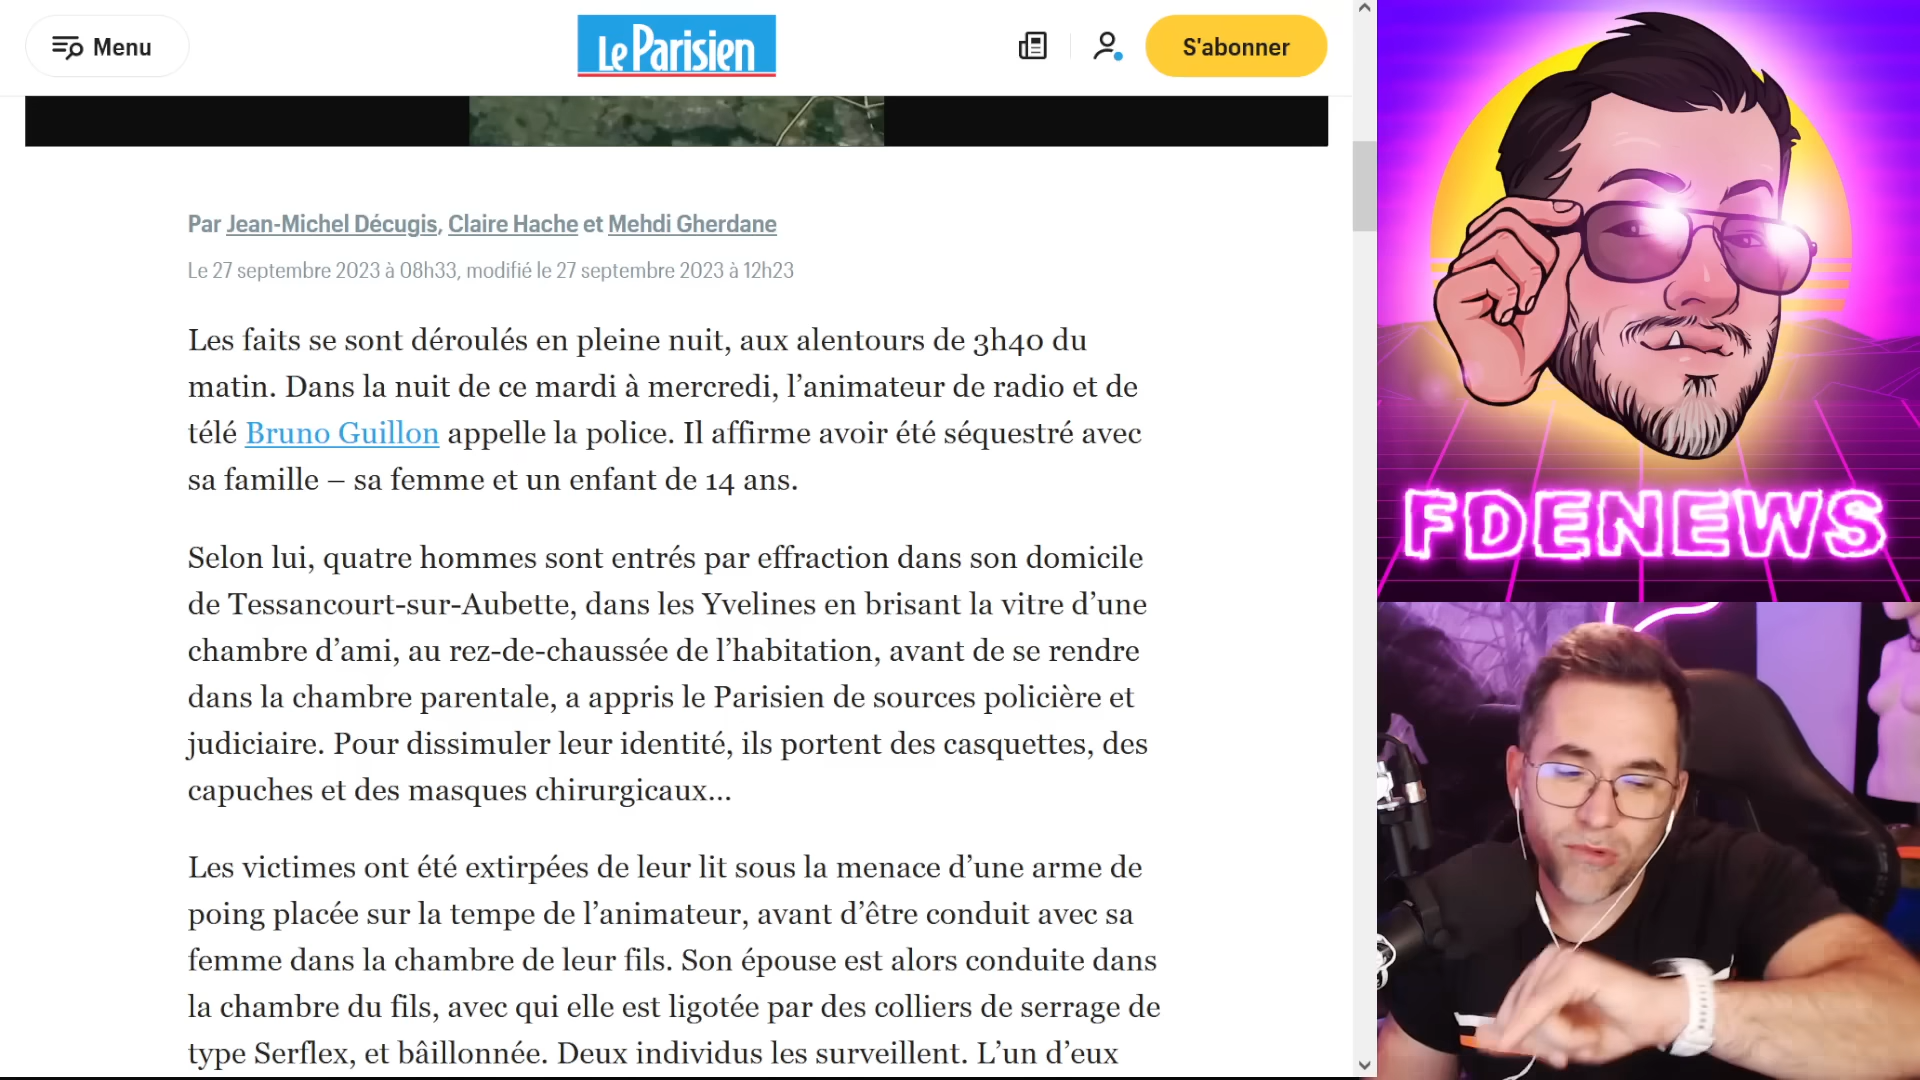 Menu
Le Parisien
S'abonner
Par Jean-Michel Décugis, Claire Hache et Mehdi Gherdane
Le 27 septembre 2023 à 08h33, modifié le 27 septembre 2023 à 12h23
Les faits se sont déroulés en pleine nuit, aux alentours de 3h40 du
matin. Dans la nuit de ce mardi à mercredi, l’animateur de radio et de
télé Bruno Guillon appelle la police. Il affirme avoir été séquestré avec
sa famille – sa femme et un enfant de 14 ans.
Selon lui, quatre hommes sont entrés par effraction dans son domicile
de Tessancourt-sur-Aubette, dans les Yvelines en brisant la vitre d’une
chambre d’ami, au rez-de-chaussée de l’habitation, avant de se rendre
dans la chambre parentale, a appris le Parisien de sources policière et
judiciaire. Pour dissimuler leur identité, ils portent des casquettes, des
capuches et des masques chirurgicaux…
Les victimes ont été extirpées de leur lit sous la menace d’une arme de
poing placée sur la tempe de l’animateur, avant d’être conduit avec sa
femme dans la chambre de leur fils. Son épouse est alors conduite dans
la chambre du fils, avec qui elle est ligotée par des colliers de serrage de
type Serflex, et bâillonnée. Deux individus les surveillent. L’un d’eux
FDENEWS